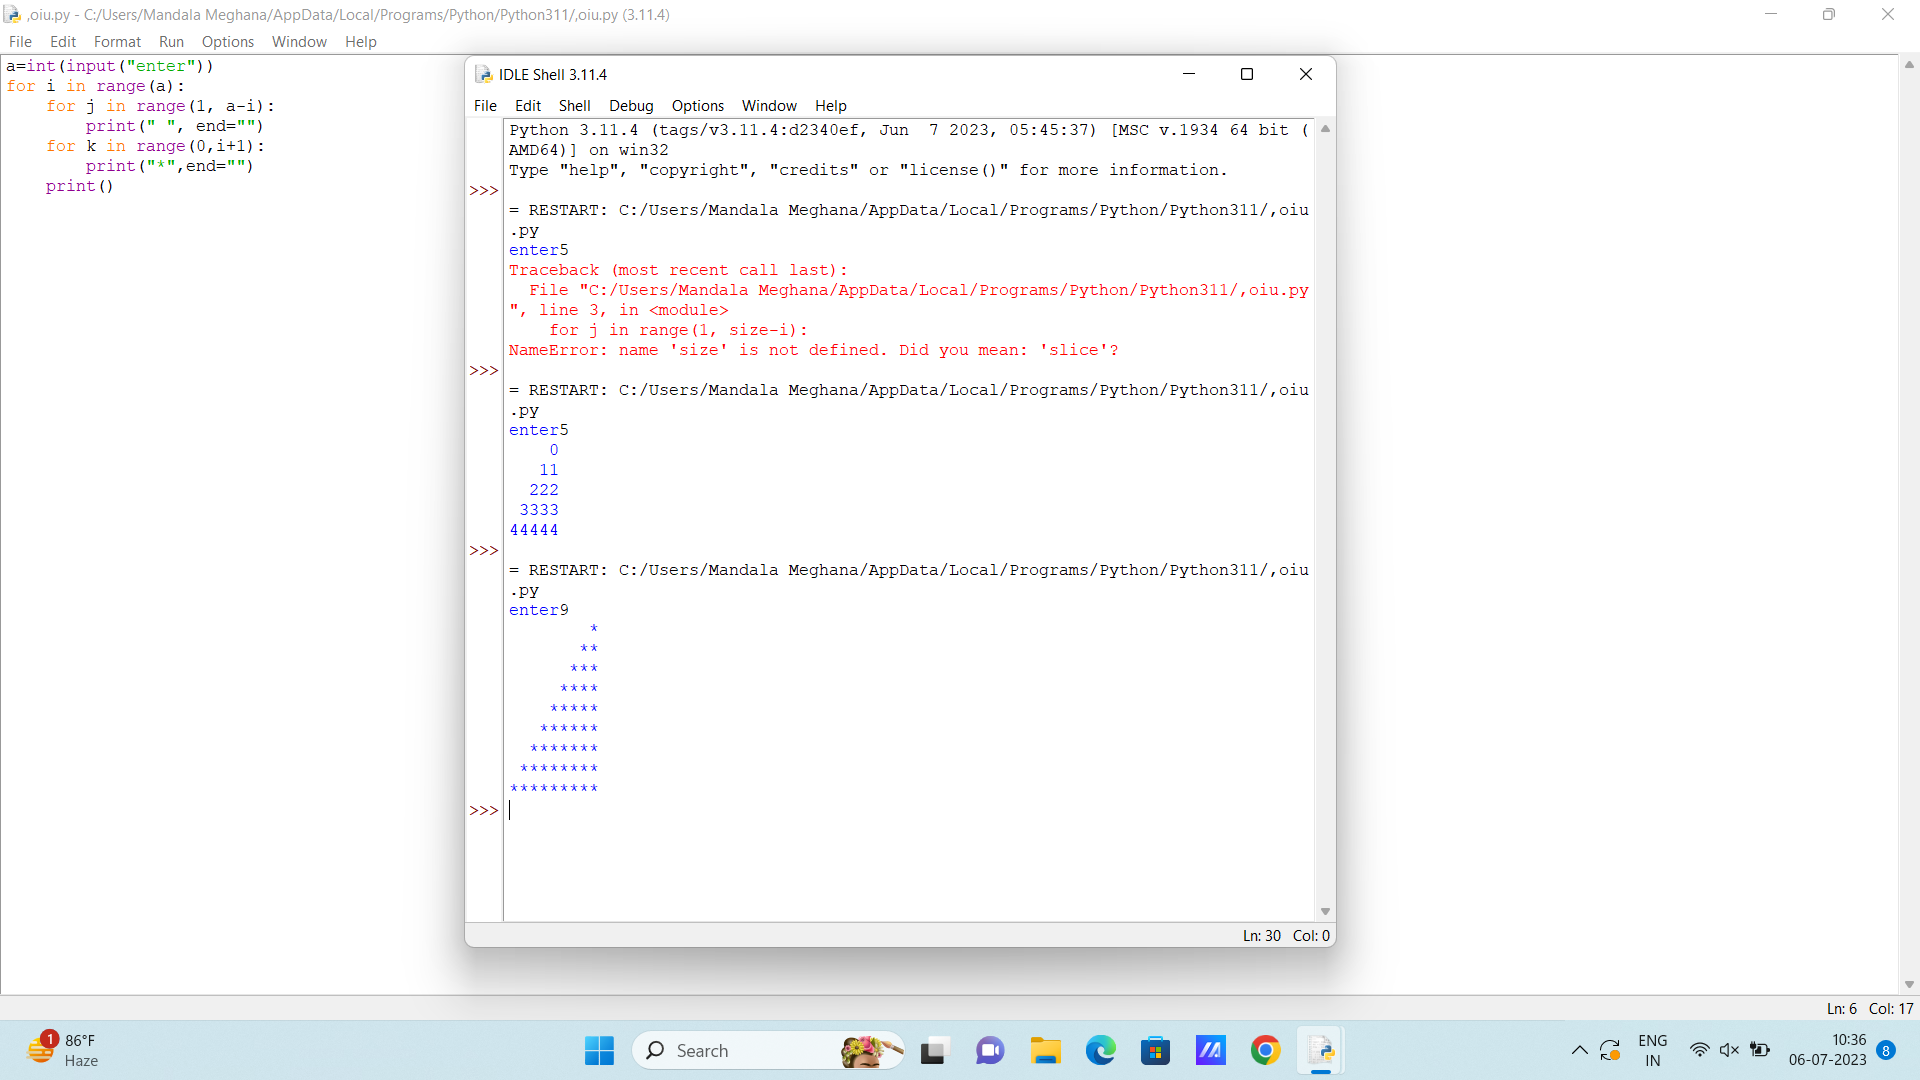 ,oiu.py - C:/Users/Mandala Meghana/AppData/Local/Programs/Python/Python311/,oiu.py (3.11.4)
File Edit Format Run Options Window Help
a=int(input("enter"))
for i in range(a):
    for j in range(1, a-i):
        print(" ", end="")
    for k in range(0,i+1):
        print("*",end="")
    print()
IDLE Shell 3.11.4
File Edit Shell Debug Options Window Help
Python 3.11.4 (tags/v3.11.4:d2340ef, Jun  7 2023, 05:45:37) [MSC v.1934 64 bit (
AMD64)] on win32
Type "help", "copyright", "credits" or "license()" for more information.
>>>
= RESTART: C:/Users/Mandala Meghana/AppData/Local/Programs/Python/Python311/,oiu
.py
enter5
Traceback (most recent call last):
  File "C:/Users/Mandala Meghana/AppData/Local/Programs/Python/Python311/,oiu.py
", line 3, in <module>
    for j in range(1, size-i):
NameError: name 'size' is not defined. Did you mean: 'slice'?
>>>
= RESTART: C:/Users/Mandala Meghana/AppData/Local/Programs/Python/Python311/,oiu
.py
enter5
    0
   11
  222
 3333
44444
>>>
= RESTART: C:/Users/Mandala Meghana/AppData/Local/Programs/Python/Python311/,oiu
.py
enter9
        *
       **
      ***
     ****
    *****
   ******
  *******
 ********
*********
>>>
Ln: 30 Col: 0
Ln: 6 Col: 17
1
86°F
Haze
Search
ENG
IN
10:36
06-07-2023
8